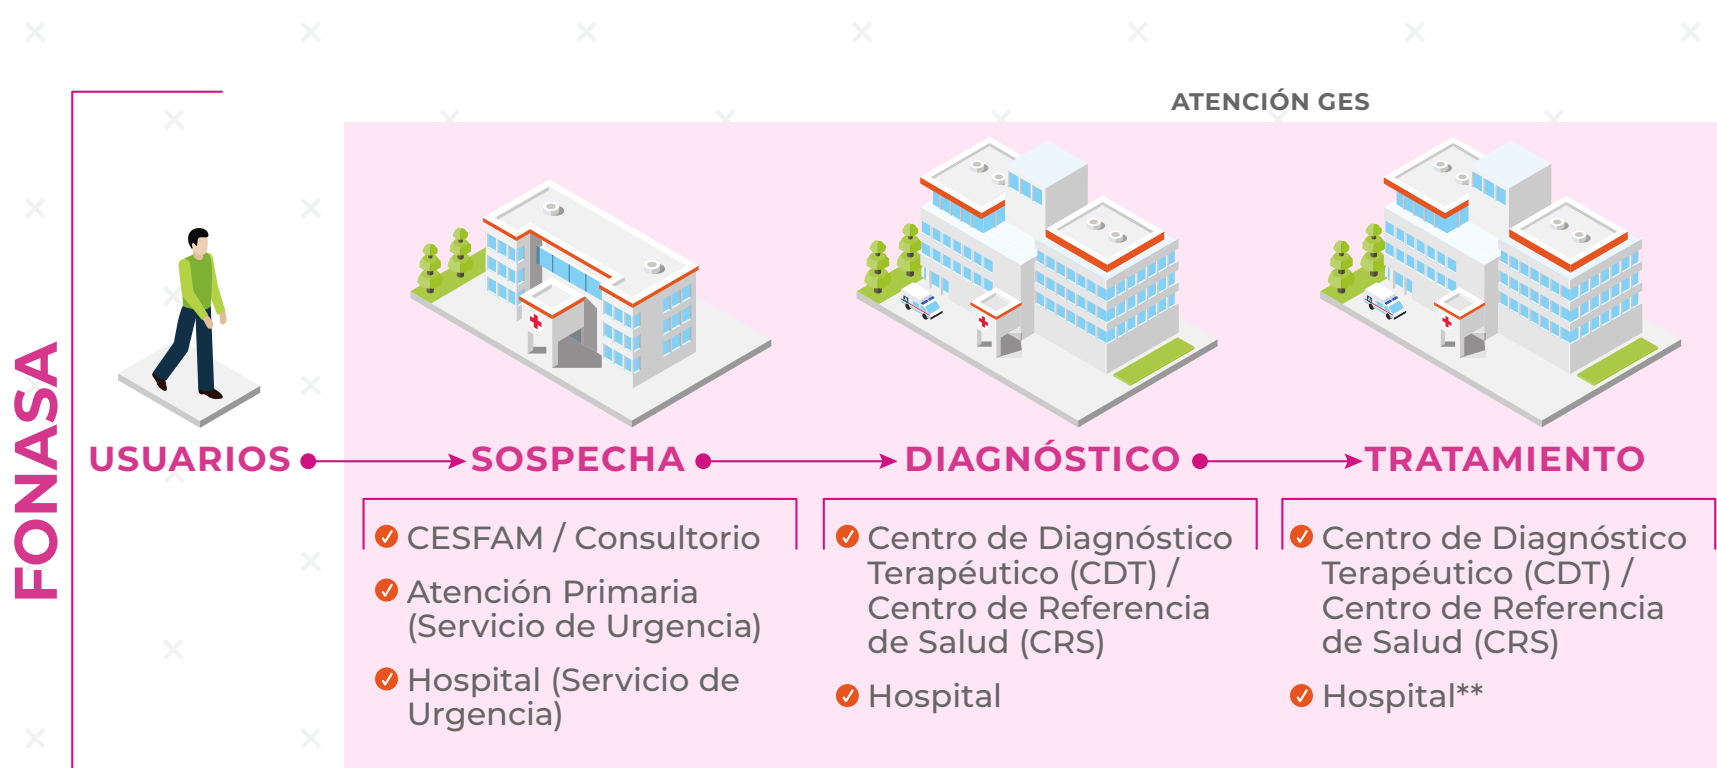 ATENCIÓN GES
FONASA
USUARIOS
SOSPECHA
DIAGNÓSTICO
TRATAMIENTO
CESFAM / Consultorio
Atención Primaria
(Servicio de Urgencia)
Hospital (Servicio de
Urgencia)
Centro de Diagnóstico
Terapéutico (CDT) /
Centro de Referencia
de Salud (CRS)
Hospital
Centro de Diagnóstico
Terapéutico (CDT) /
Centro de Referencia
de Salud (CRS)
Hospital**